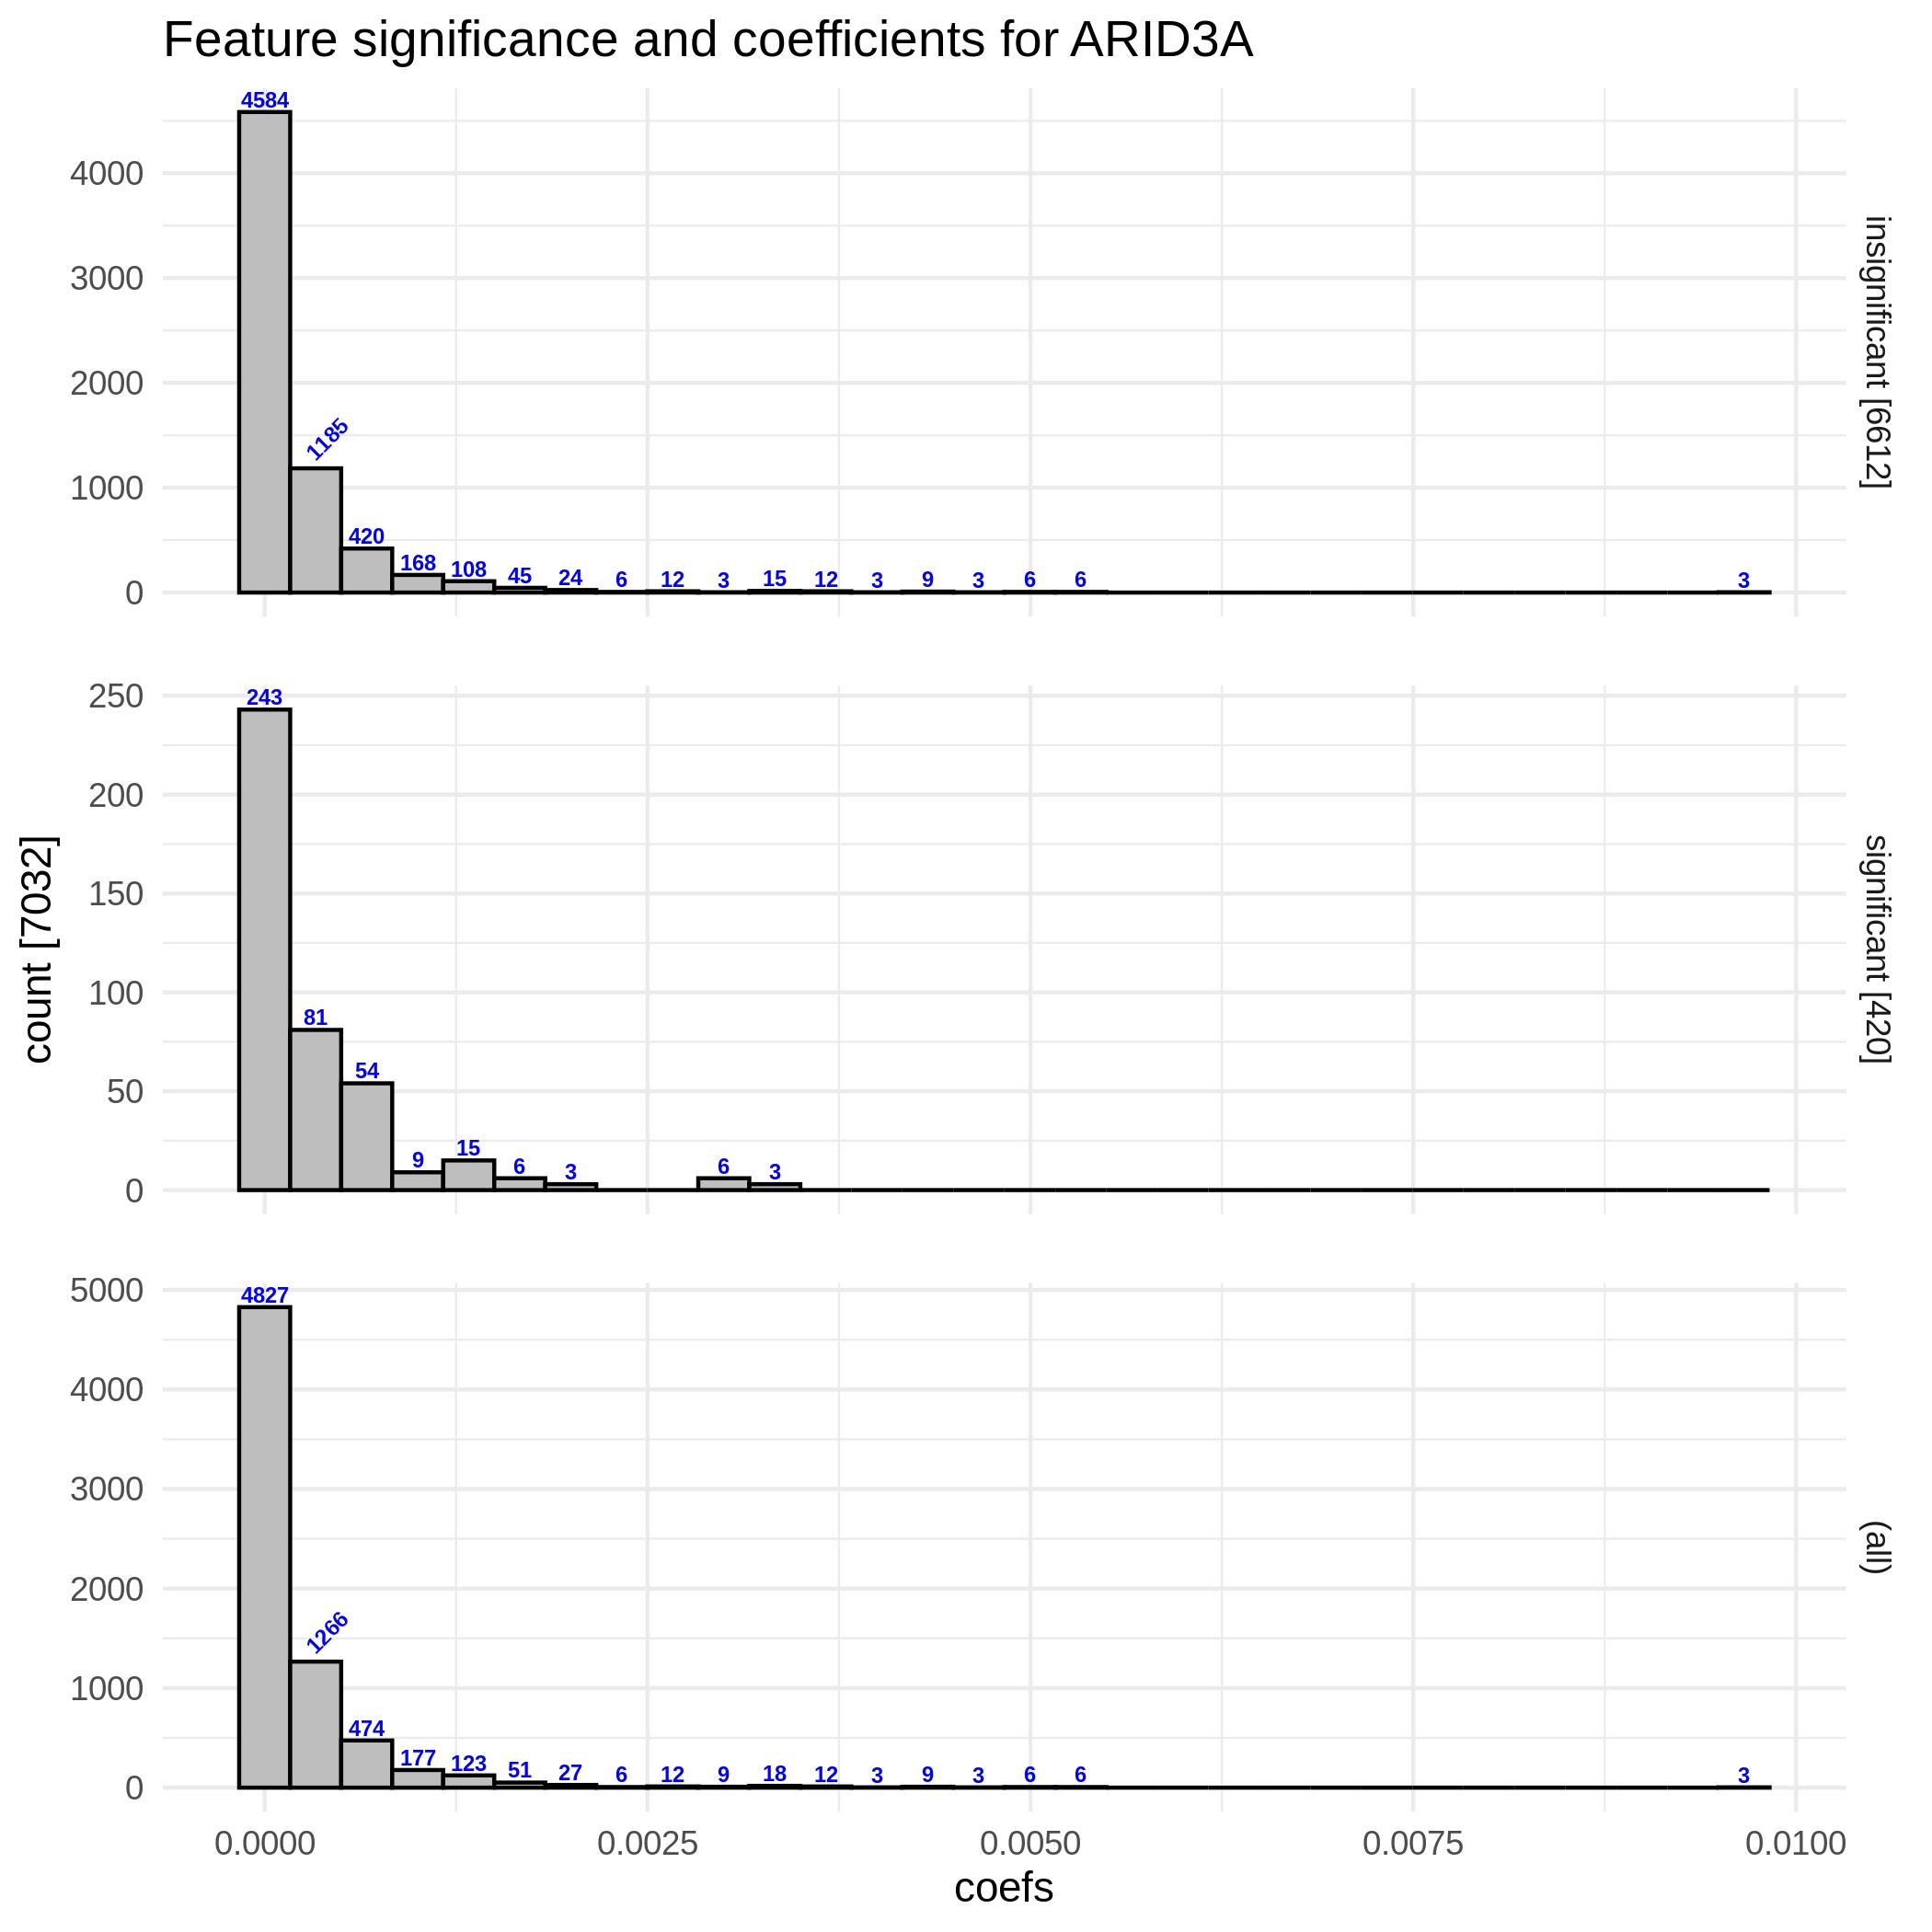 Feature significance and coefficients for ARID3A
4584
4000
3000
2000
1185
1000
420
168 108 45 24 6 12 3 15 12 3 9 3 6 6 3
0
insignificant [6612]
250
243
200
150
100
81
54
50
9 15 6 3 6 3
0
significant [420]
count [7032]
5000
4827
4000
3000
2000
1266
1000
474
177 123 51 27 6 12 9 18 12 3 9 3 6 6 3
0
(all)
0.0000 0.0025 0.0050 0.0075 0.0100
coefs